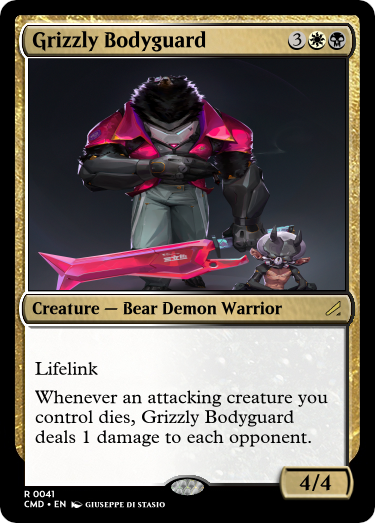 Grizzly Bodyguard 3
Creature — Bear Demon Warrior
Lifelink
Whenever an attacking creature you
control dies, Grizzly Bodyguard
deals 1 damage to each opponent.
4/4
R 0041
CMD • EN GIUSEPPE DI STASIO